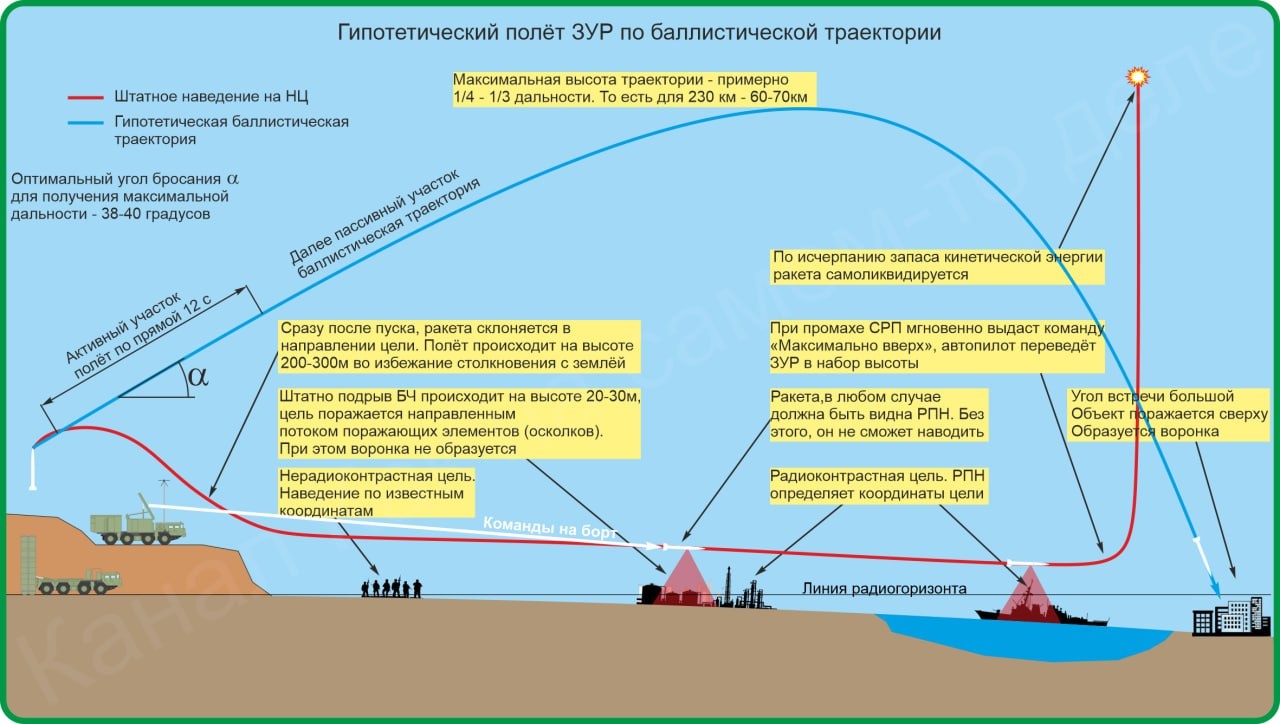 Гипотетический полёт ЗУР по баллистической траектории
Штатное наведение на НЦ
Гипотетическая баллистическая
траектория
Оптимальный угол бросания α
для получения максимальной
дальности - 38-40 градусов
Максимальная высота траектории - примерно
1/4 - 1/3 дальности. То есть для 230 км - 60-70км
Далее пассивный участок
баллистическая траектория
Активный участок
полёт по прямой 12 с
α
По исчерпанию запаса кинетической энергии
ракета самоликвидируется
Сразу после пуска, ракета склоняется в
направлении цели. Полёт происходит на высоте
200-300м во избежание столкновения с землёй
При промахе СРП мгновенно выдаст команду
«Максимально вверх», автопилот переведёт
ЗУР в набор высоты
Штатно подрыв БЧ происходит на высоте 20-30м,
цель поражается направленным
потоком поражающих элементов (осколков).
При этом воронка не образуется
Ракета,в любом случае
должна быть видна РПН. Без
этого, он не сможет наводить
Угол встречи большой
Объект поражается сверху
Образуется воронка
Нерадиоконтрастная цель.
Наведение по известным
координатам
Радиоконтрастная цель. РПН
определяет координаты цели
Команды на борт
Линия радиогоризонта
Канал
самом-то деле